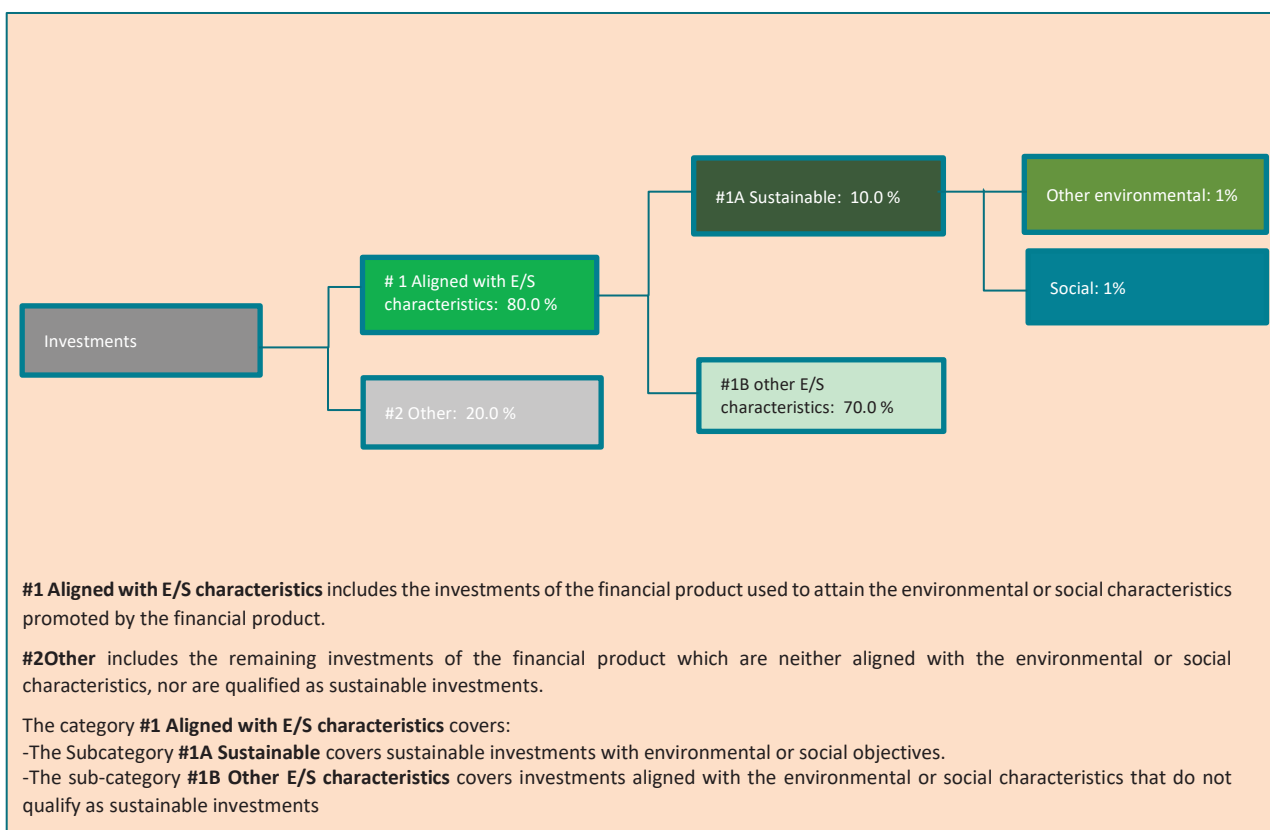 #1A Sustainable: 10.0 %
Other environmental: 1%
# 1 Aligned with E/S
characteristics: 80.0 %
Social: 1%
Investments
#1B other E/S
characteristics: 70.0 %
#2 Other: 20.0 %
#1 Aligned with E/S characteristics includes the investments of the financial product used to attain the environmental or social characteristics
promoted by the financial product.
#2Other includes the remaining investments of the financial product which are neither aligned with the environmental or social
characteristics, nor are qualified as sustainable investments.
The category #1 Aligned with E/S characteristics covers:
-The Subcategory #1A Sustainable covers sustainable investments with environmental or social objectives.
-The sub-category #1B Other E/S characteristics covers investments aligned with the environmental or social characteristics that do not
qualify as sustainable investments